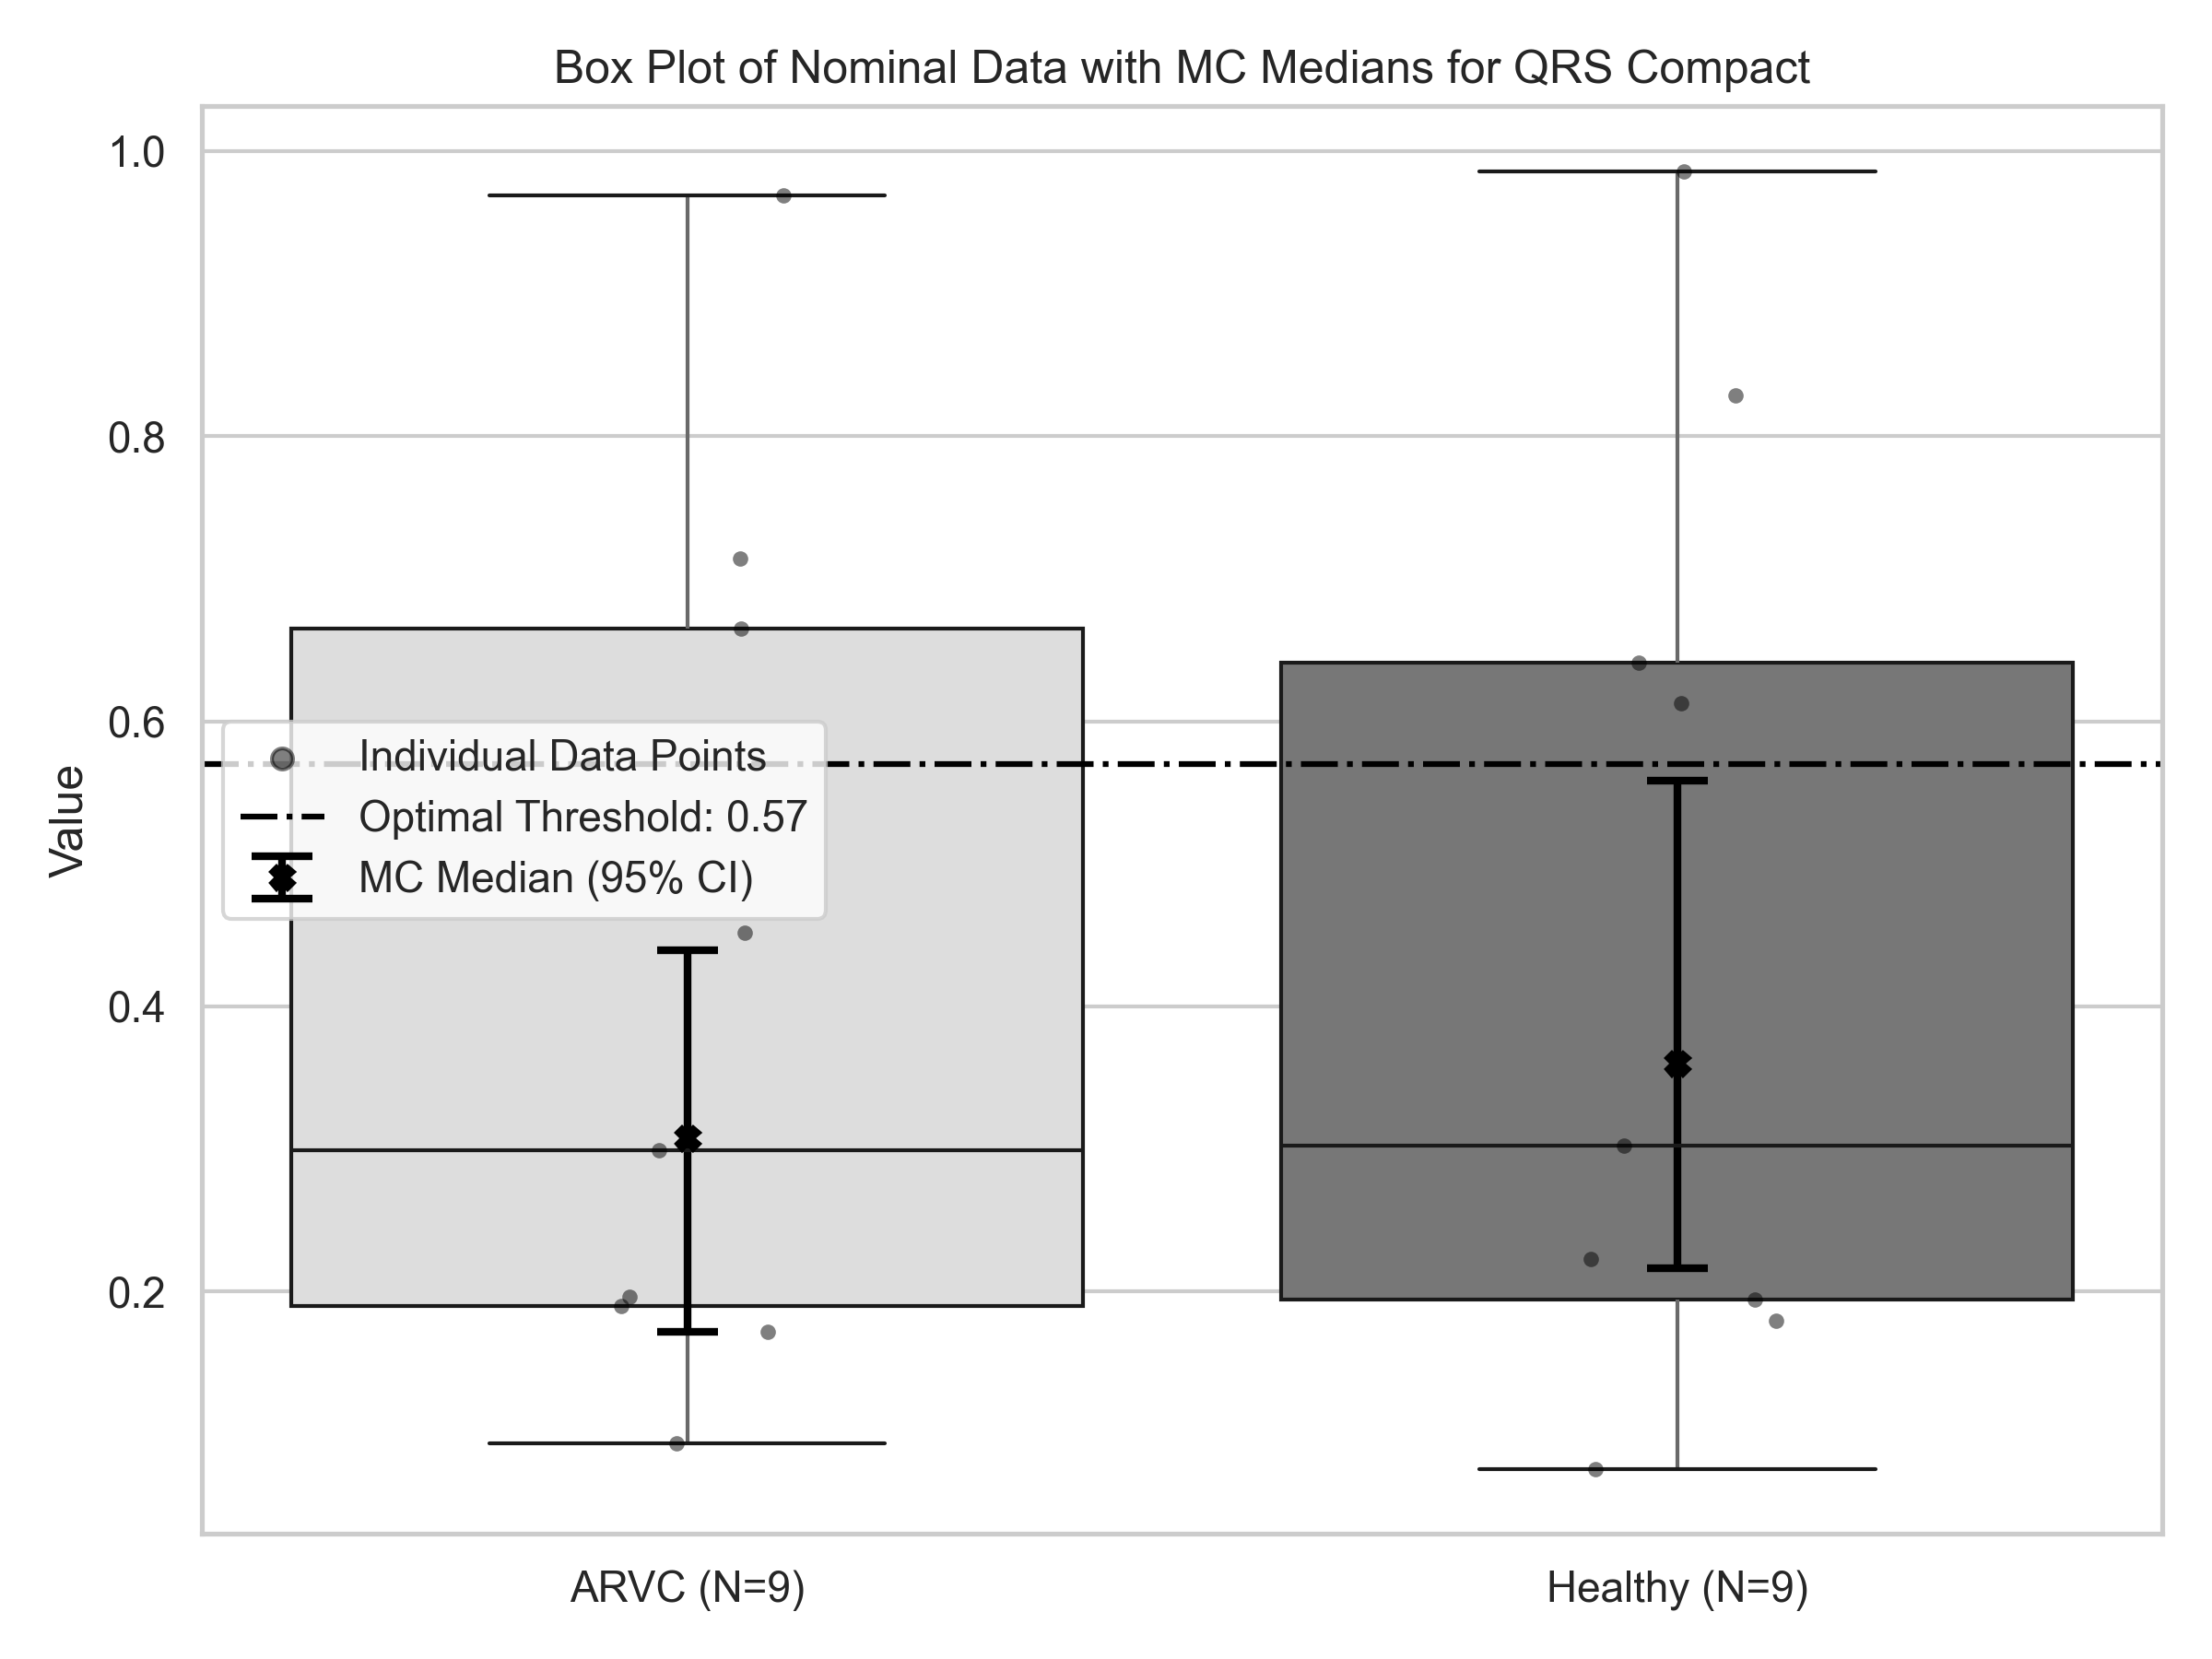 Box Plot of Nominal Data with MC Medians for QRS Compact
Value
1.0
0.8
0.6
0.4
0.2
Individual Data Points
Optimal Threshold: 0.57
MC Median (95% CI)
ARVC (N=9)
Healthy (N=9)